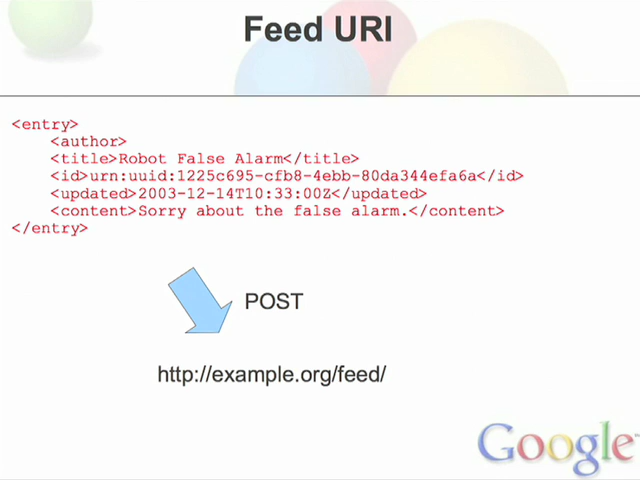 Feed URI
<entry>
<author>
<title>Robot False Alarm</title>
<id>urn:uuid:1225c695-cfb8-4ebb-80da344efa6a</id>
<updated>2003-12-14T10:33:00Z</updated>
<content>Sorry about the false alarm.</content>
</entry>
POST
http://example.org/feed/
Google